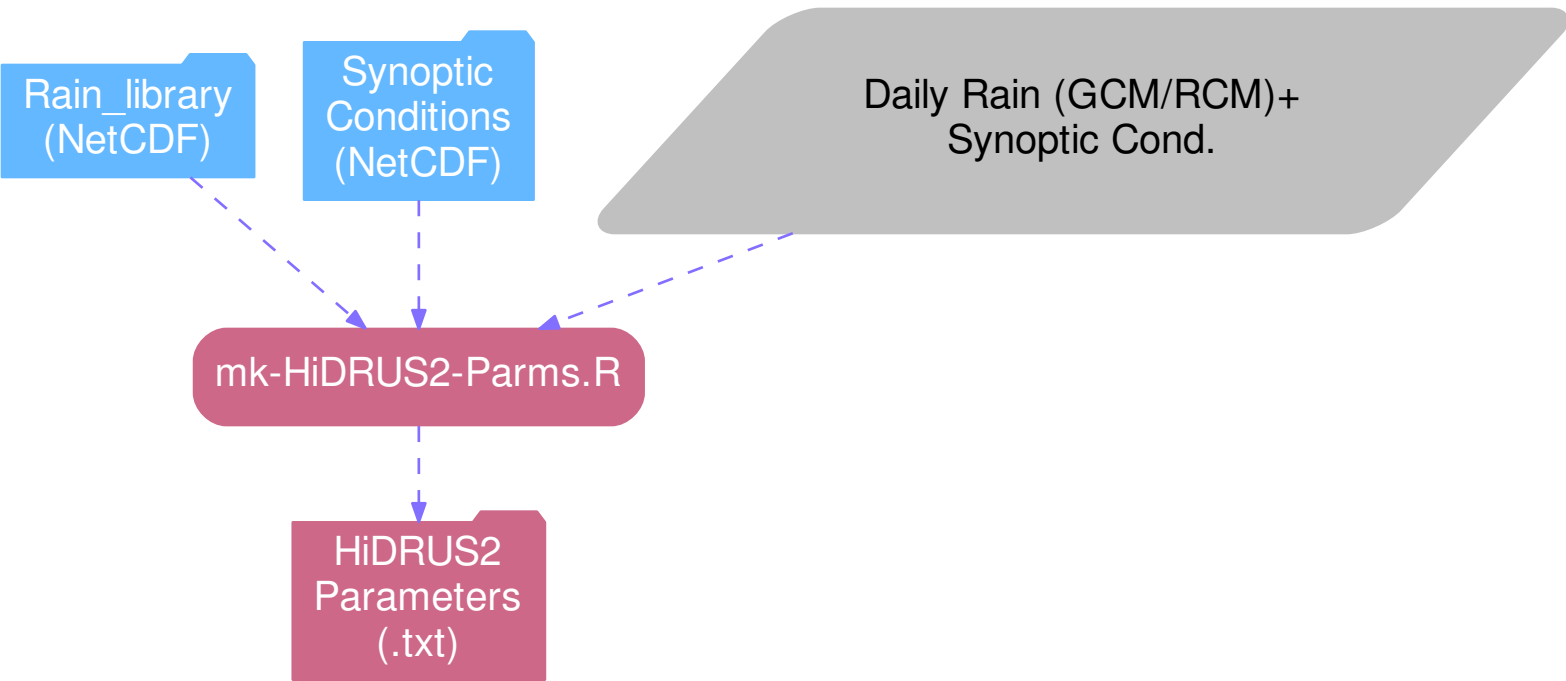 Rain_library
(NetCDF)
Synoptic
Conditions
(NetCDF)
Daily Rain (GCM/RCM)+
Synoptic Cond.
mk-HiDRUS2-Parms.R
HiDRUS2
Parameters
(.txt)